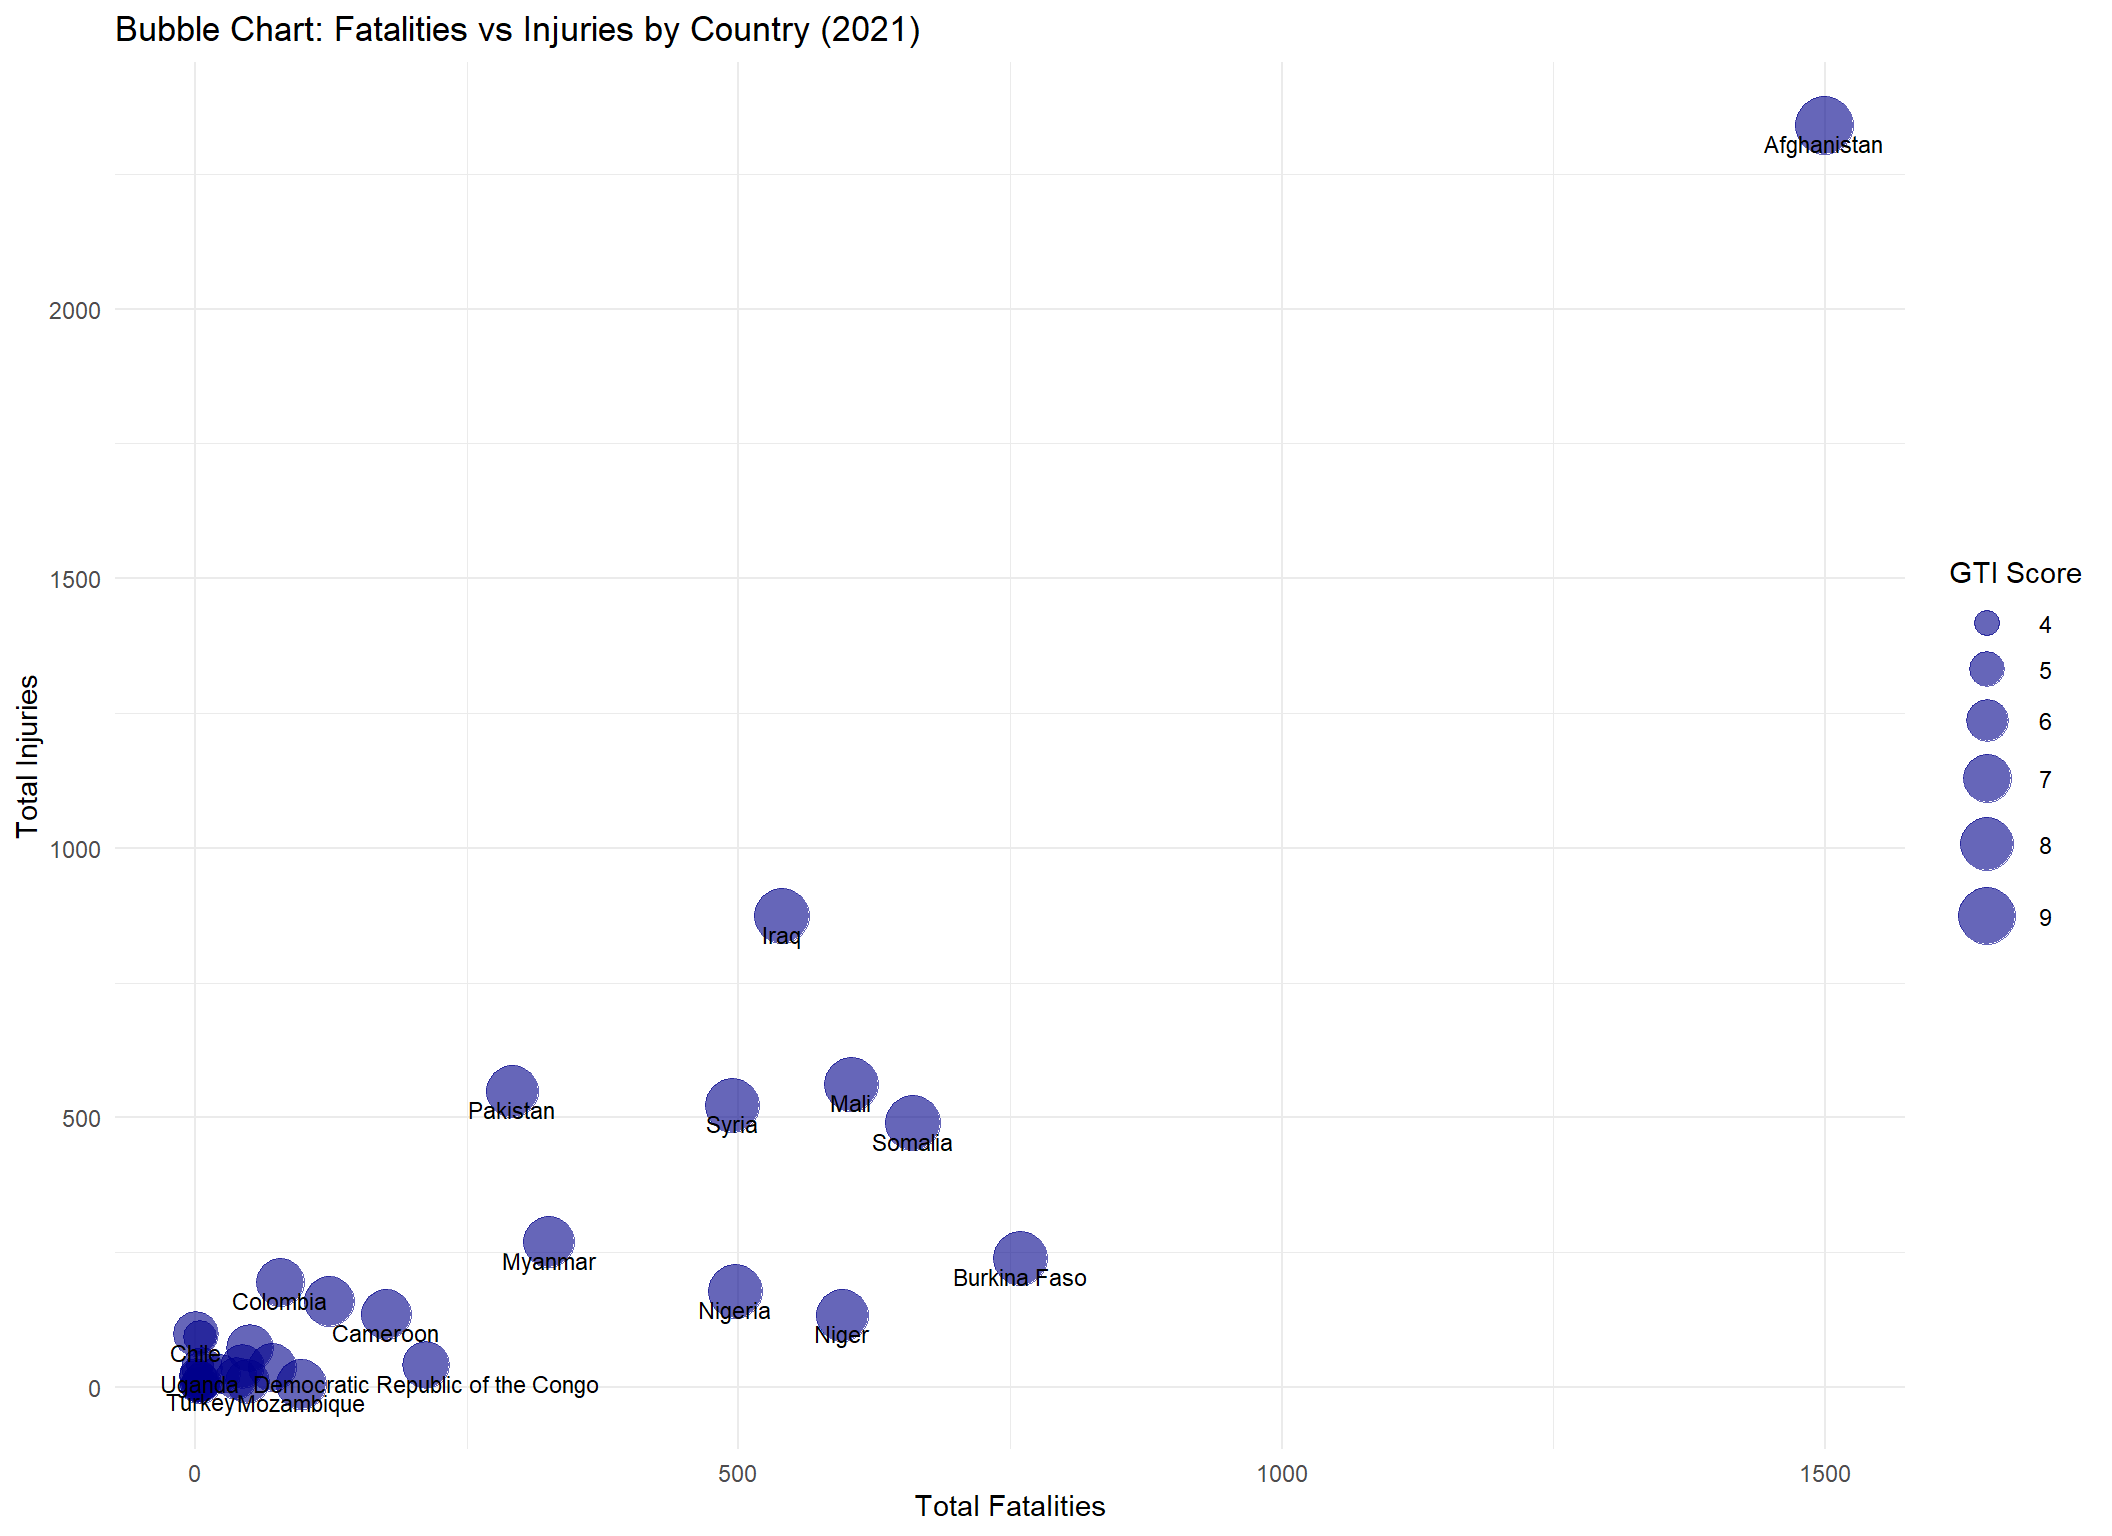 Bubble Chart: Fatalities vs Injuries by Country (2021)
Afghanistan
2000
1500
1000
500
0
Total Injuries
Iraq
Pakistan
Syria
Mali
Somalia
Myanmar
Burkina Faso
Colombia
Nigeria
Cameroon
Niger
Chile
Uganda
Democratic Republic of the Congo
Turkey
Mozambique
0
500
1000
1500
Total Fatalities
GTI Score
4
5
6
7
8
9